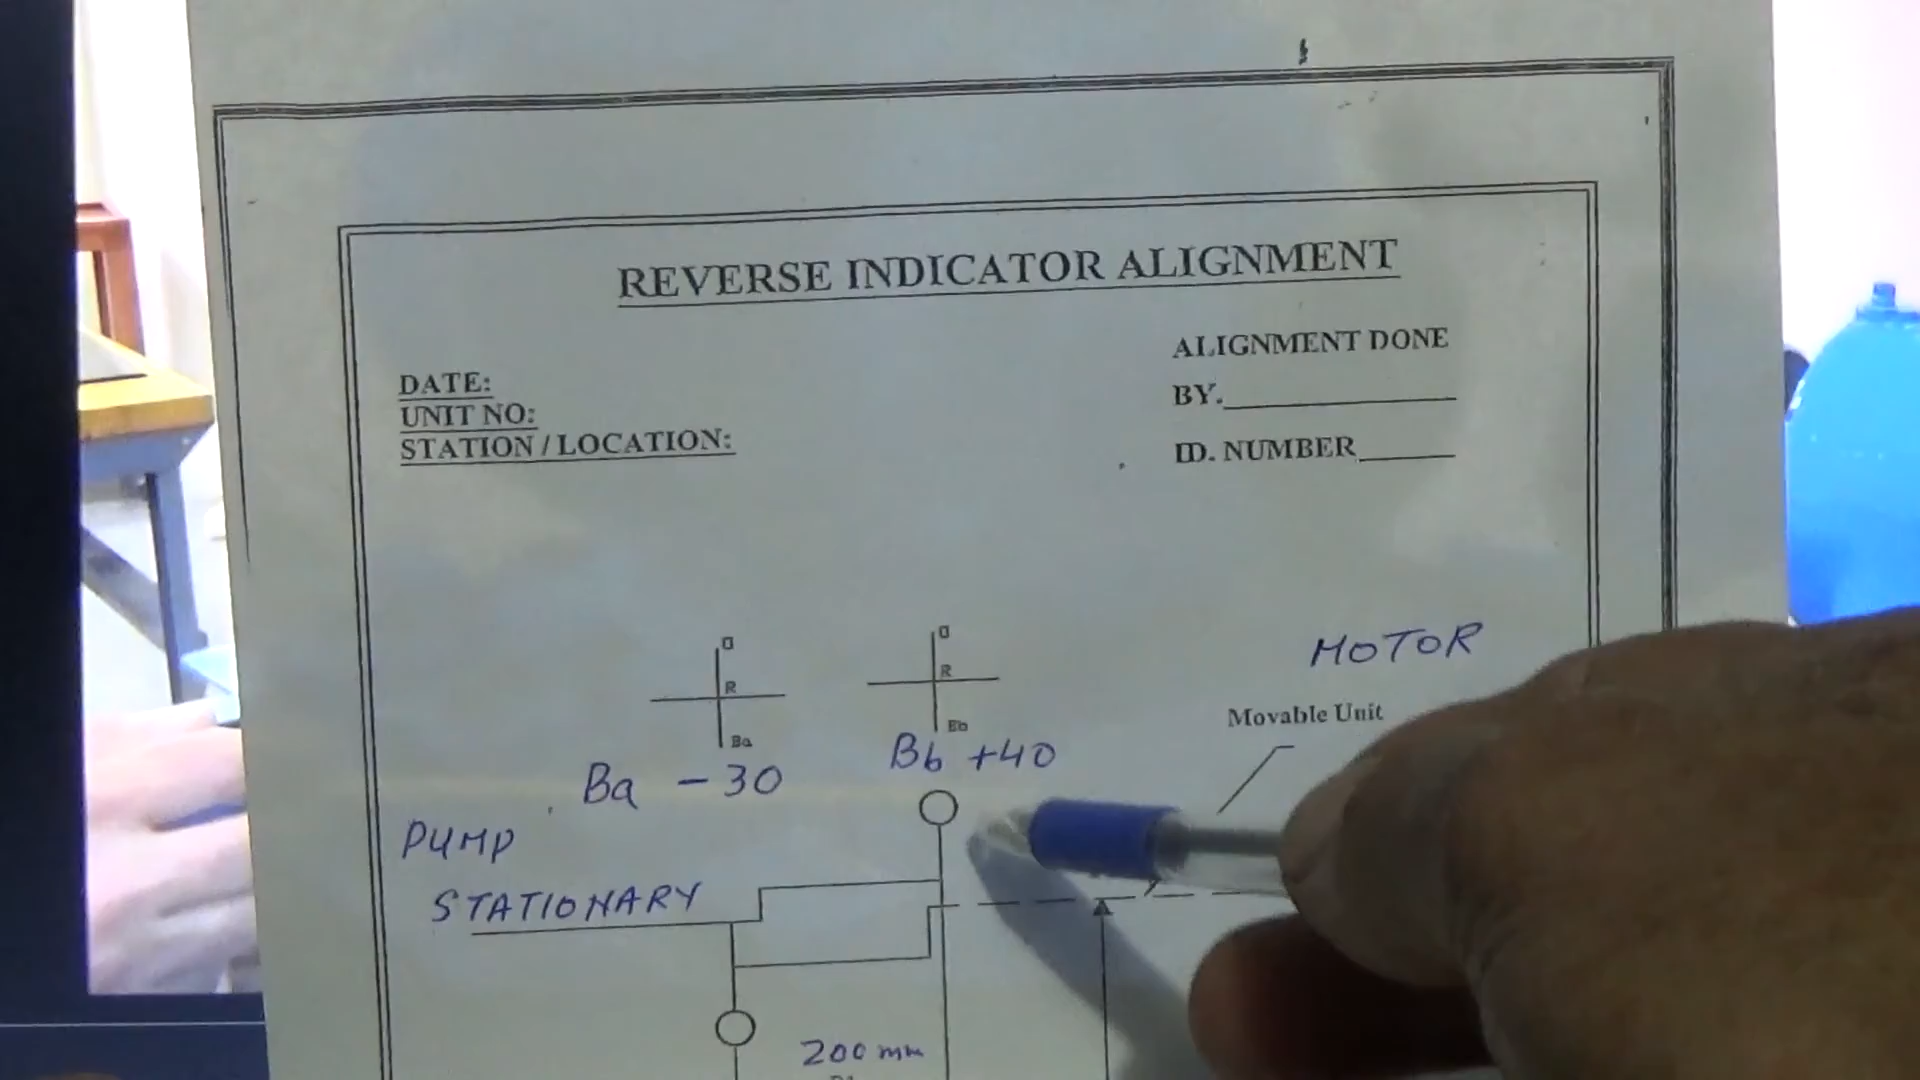 REVERSE INDICATOR ALIGNMENT
ALIGNMENT DONE
DATE:
BY.
UNIT NO:
STATION / LOCATION:
ID. NUMBER
0
R
Ba
0
R
Bb
MOTOR
Movable Unit
Ba -30
Bb +40
PUMP
STATIONARY
200 mm